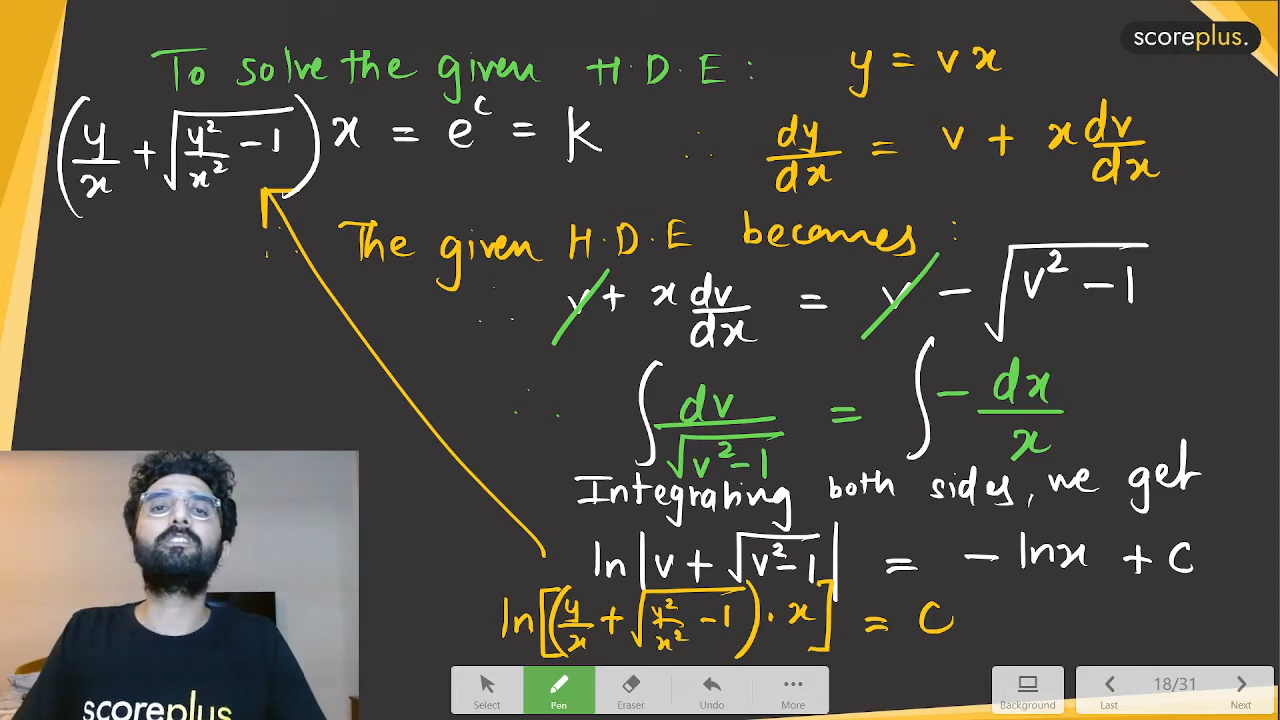 scoreplus.
To solve the given H.D.E : y = vx
(y/x + √(y²/x² - 1)) x = e^c = k ∴ dy/dx = v + x dv/dx
∴ The given H.D.E becomes :
∴ v + x dv/dx = v - √(v² - 1)
∴ ∫ dv/√(v²-1) = ∫ - dx/x
Integrating both sides, we get
ln|v + √(v²-1)| = - lnx + C
ln[(y/x + √(y²/x² - 1)) · x] = C
scoreplus
Select Pen Eraser Undo More
Background
Last 18/31 Next